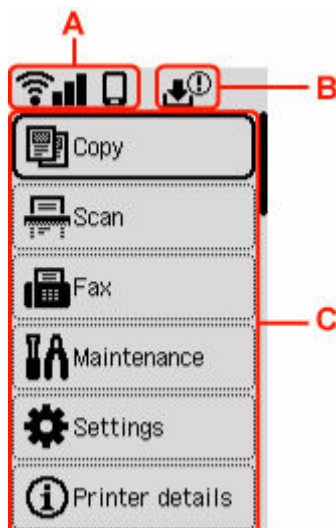 A
B
Copy
Scan
Fax
C
Maintenance
Settings
Printer details